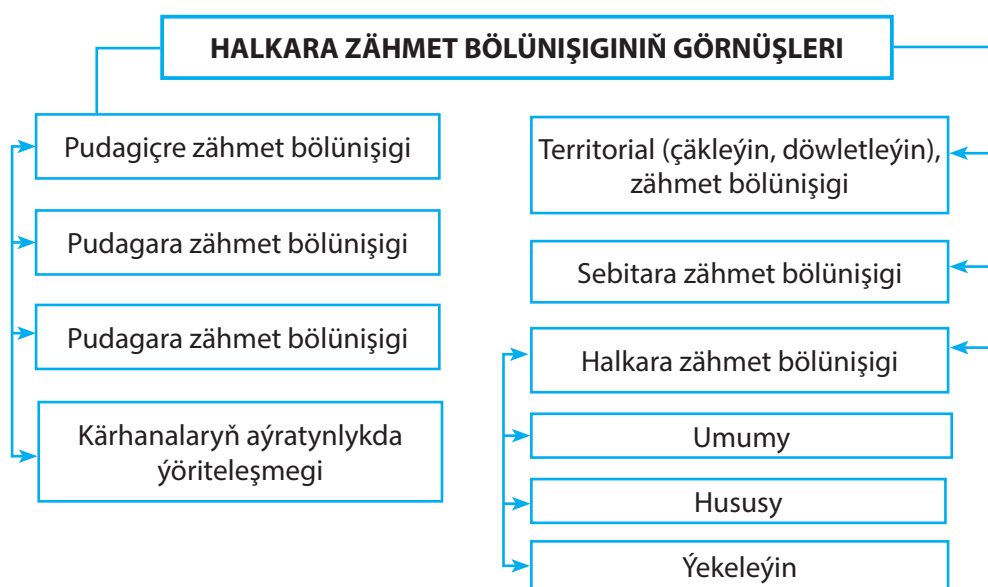 HALKARA ZÄHMET BÖLÜNIŞIGINIŇ GÖRNÜŞLERI
Pudagiçre zähmet bölünişigi
Pudagara zähmet bölünişigi
Pudagara zähmet bölünişigi
Kärhanalaryň aýratynlykda
ýöriteleşmegi
Territorial (çäkleýin, döwletleýin),
zähmet bölünişigi
Sebitara zähmet bölünişigi
Halkara zähmet bölünişigi
Umumy
Hususy
Ýekeleýin